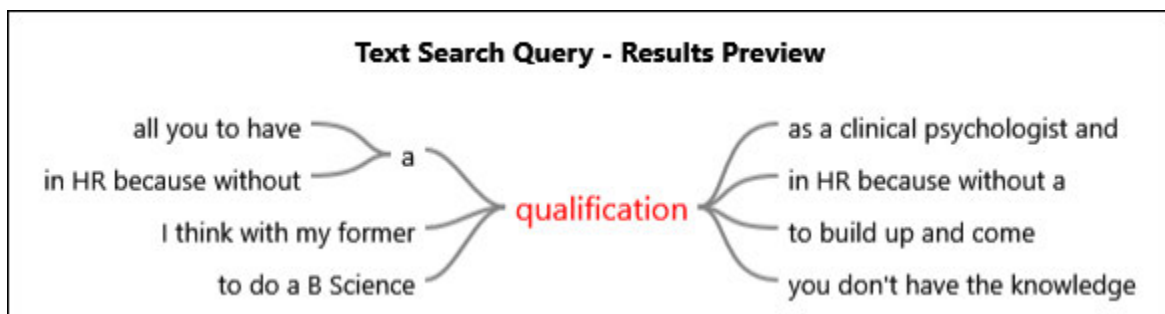 Text Search Query - Results Preview
all you to have
in HR because without
a
I think with my former
to do a B Science
qualification
as a clinical psychologist and
in HR because without a
to build up and come
you don't have the knowledge